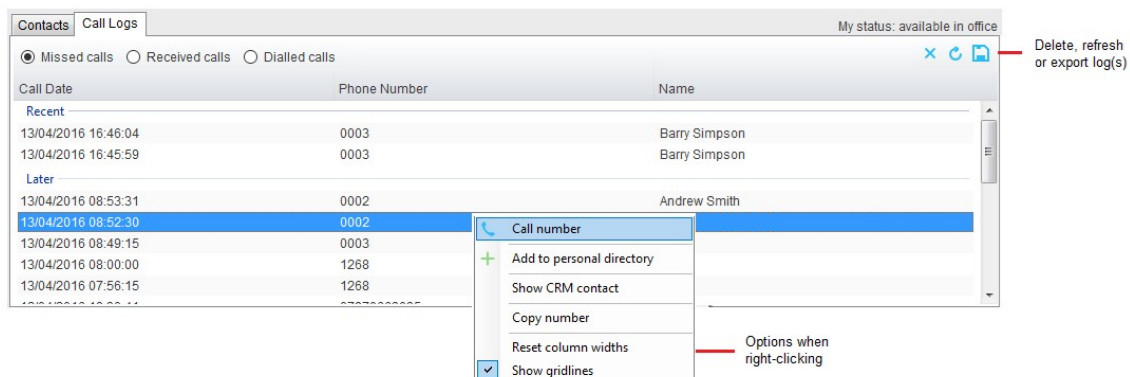 Contacts Call Logs My status: available in office
Missed calls Received calls Dialled calls
Delete, refresh
or export log(s)
Call Date Phone Number Name
Recent
13/04/2016 16:46:04 0003 Barry Simpson
13/04/2016 16:45:59 0003 Barry Simpson
Later
13/04/2016 08:53:31 0002 Andrew Smith
13/04/2016 08:52:30 0002
Call number
13/04/2016 08:49:15 0003
Add to personal directory
13/04/2016 08:00:00 1268
Show CRM contact
13/04/2016 07:56:15 1268
Copy number
Reset column widths
Show gridlines
Options when
right-clicking